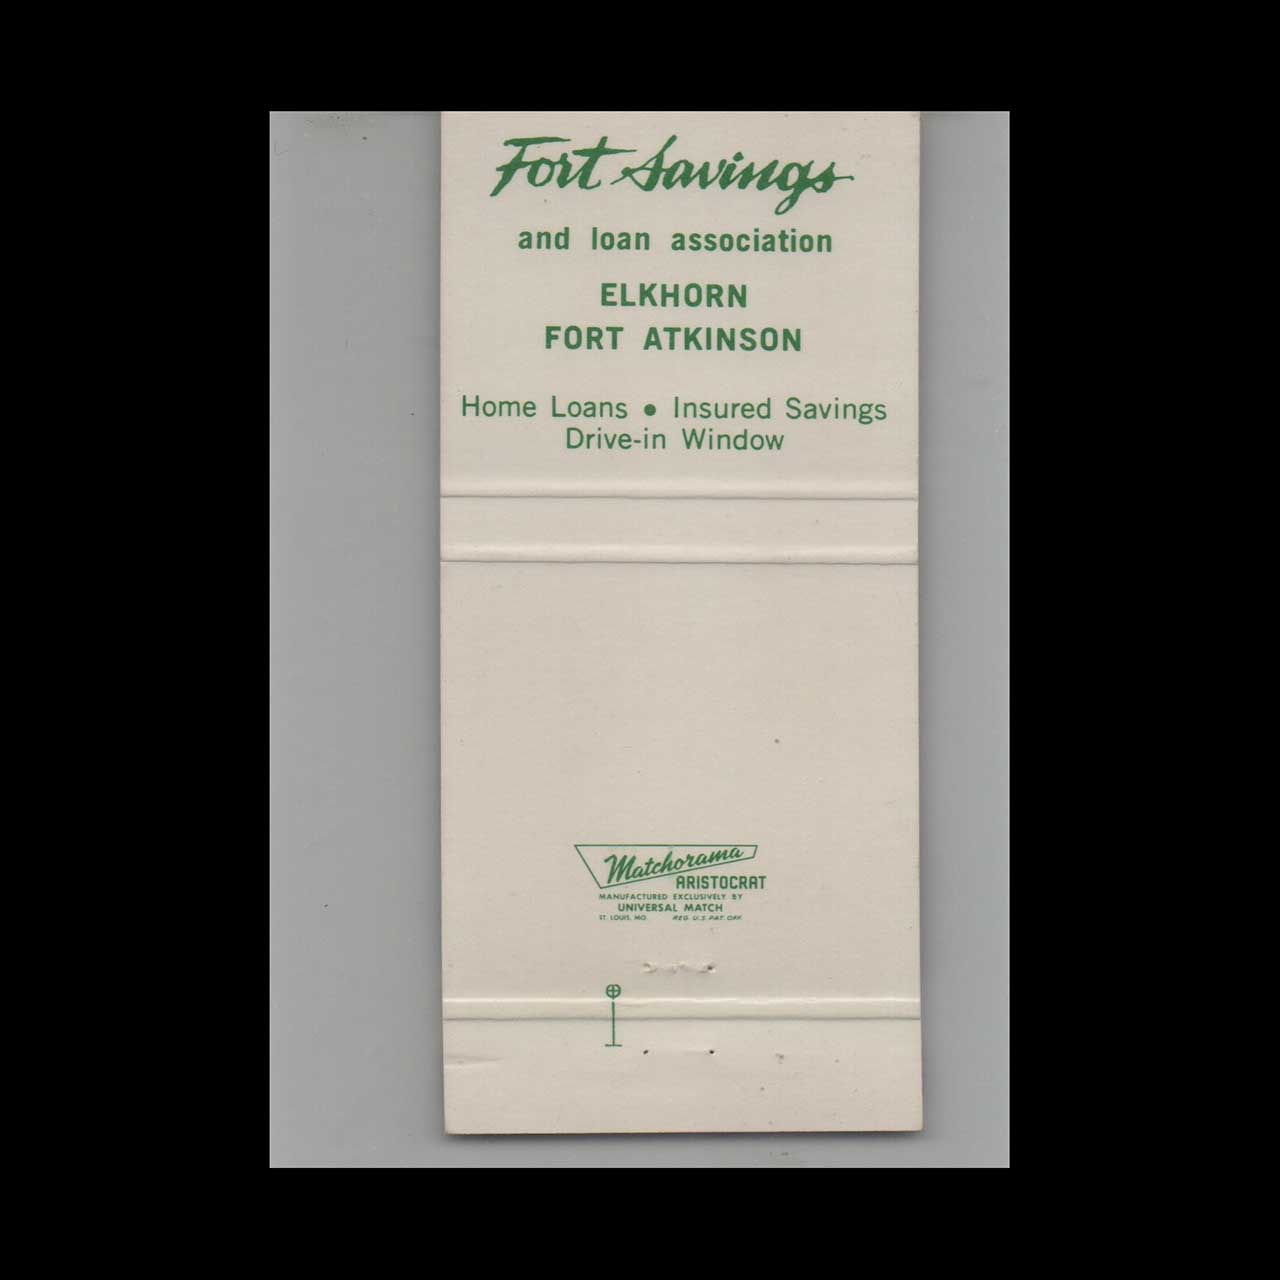 Fort Savings
and loan association
ELKHORN
FORT ATKINSON
Home Loans • Insured Savings
Drive-in Window
Matchorama
ARISTOCRAT
MANUFACTURED EXCLUSIVELY BY
UNIVERSAL MATCH
ST. LOUIS, MO. REG. U.S. PAT. OFF.